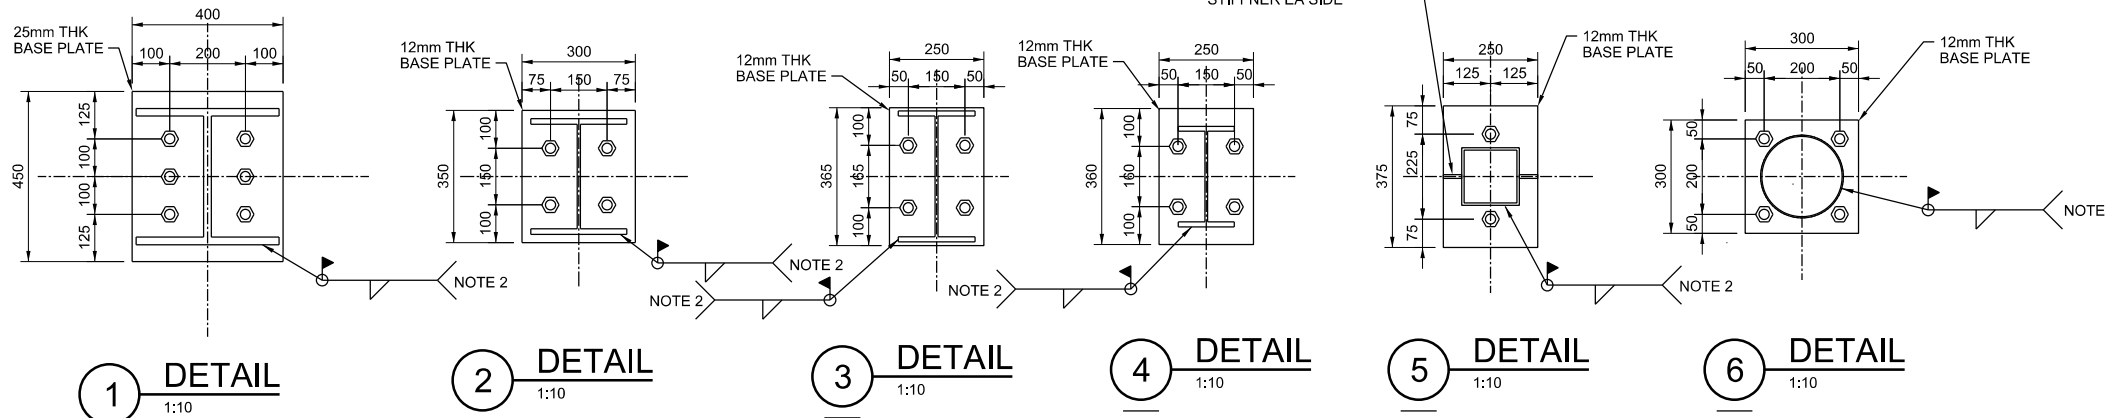 400
25mm THK
BASE PLATE
100
200
100
450
125
100
100
125
NOTE 2
1
DETAIL
1:10
300
12mm THK
BASE PLATE
75
150
75
350
100
150
100
NOTE 2
2
DETAIL
1:10
250
12mm THK
BASE PLATE
50
150
50
365
100
165
100
NOTE 2
3
DETAIL
1:10
250
12mm THK
BASE PLATE
50
150
50
360
100
160
100
NOTE 2
4
DETAIL
1:10
STIFFNER EA SIDE
250
12mm THK
BASE PLATE
125
125
375
75
225
75
NOTE 2
5
DETAIL
1:10
300
12mm THK
BASE PLATE
50
200
50
300
50
200
50
NOTE
6
DETAIL
1:10